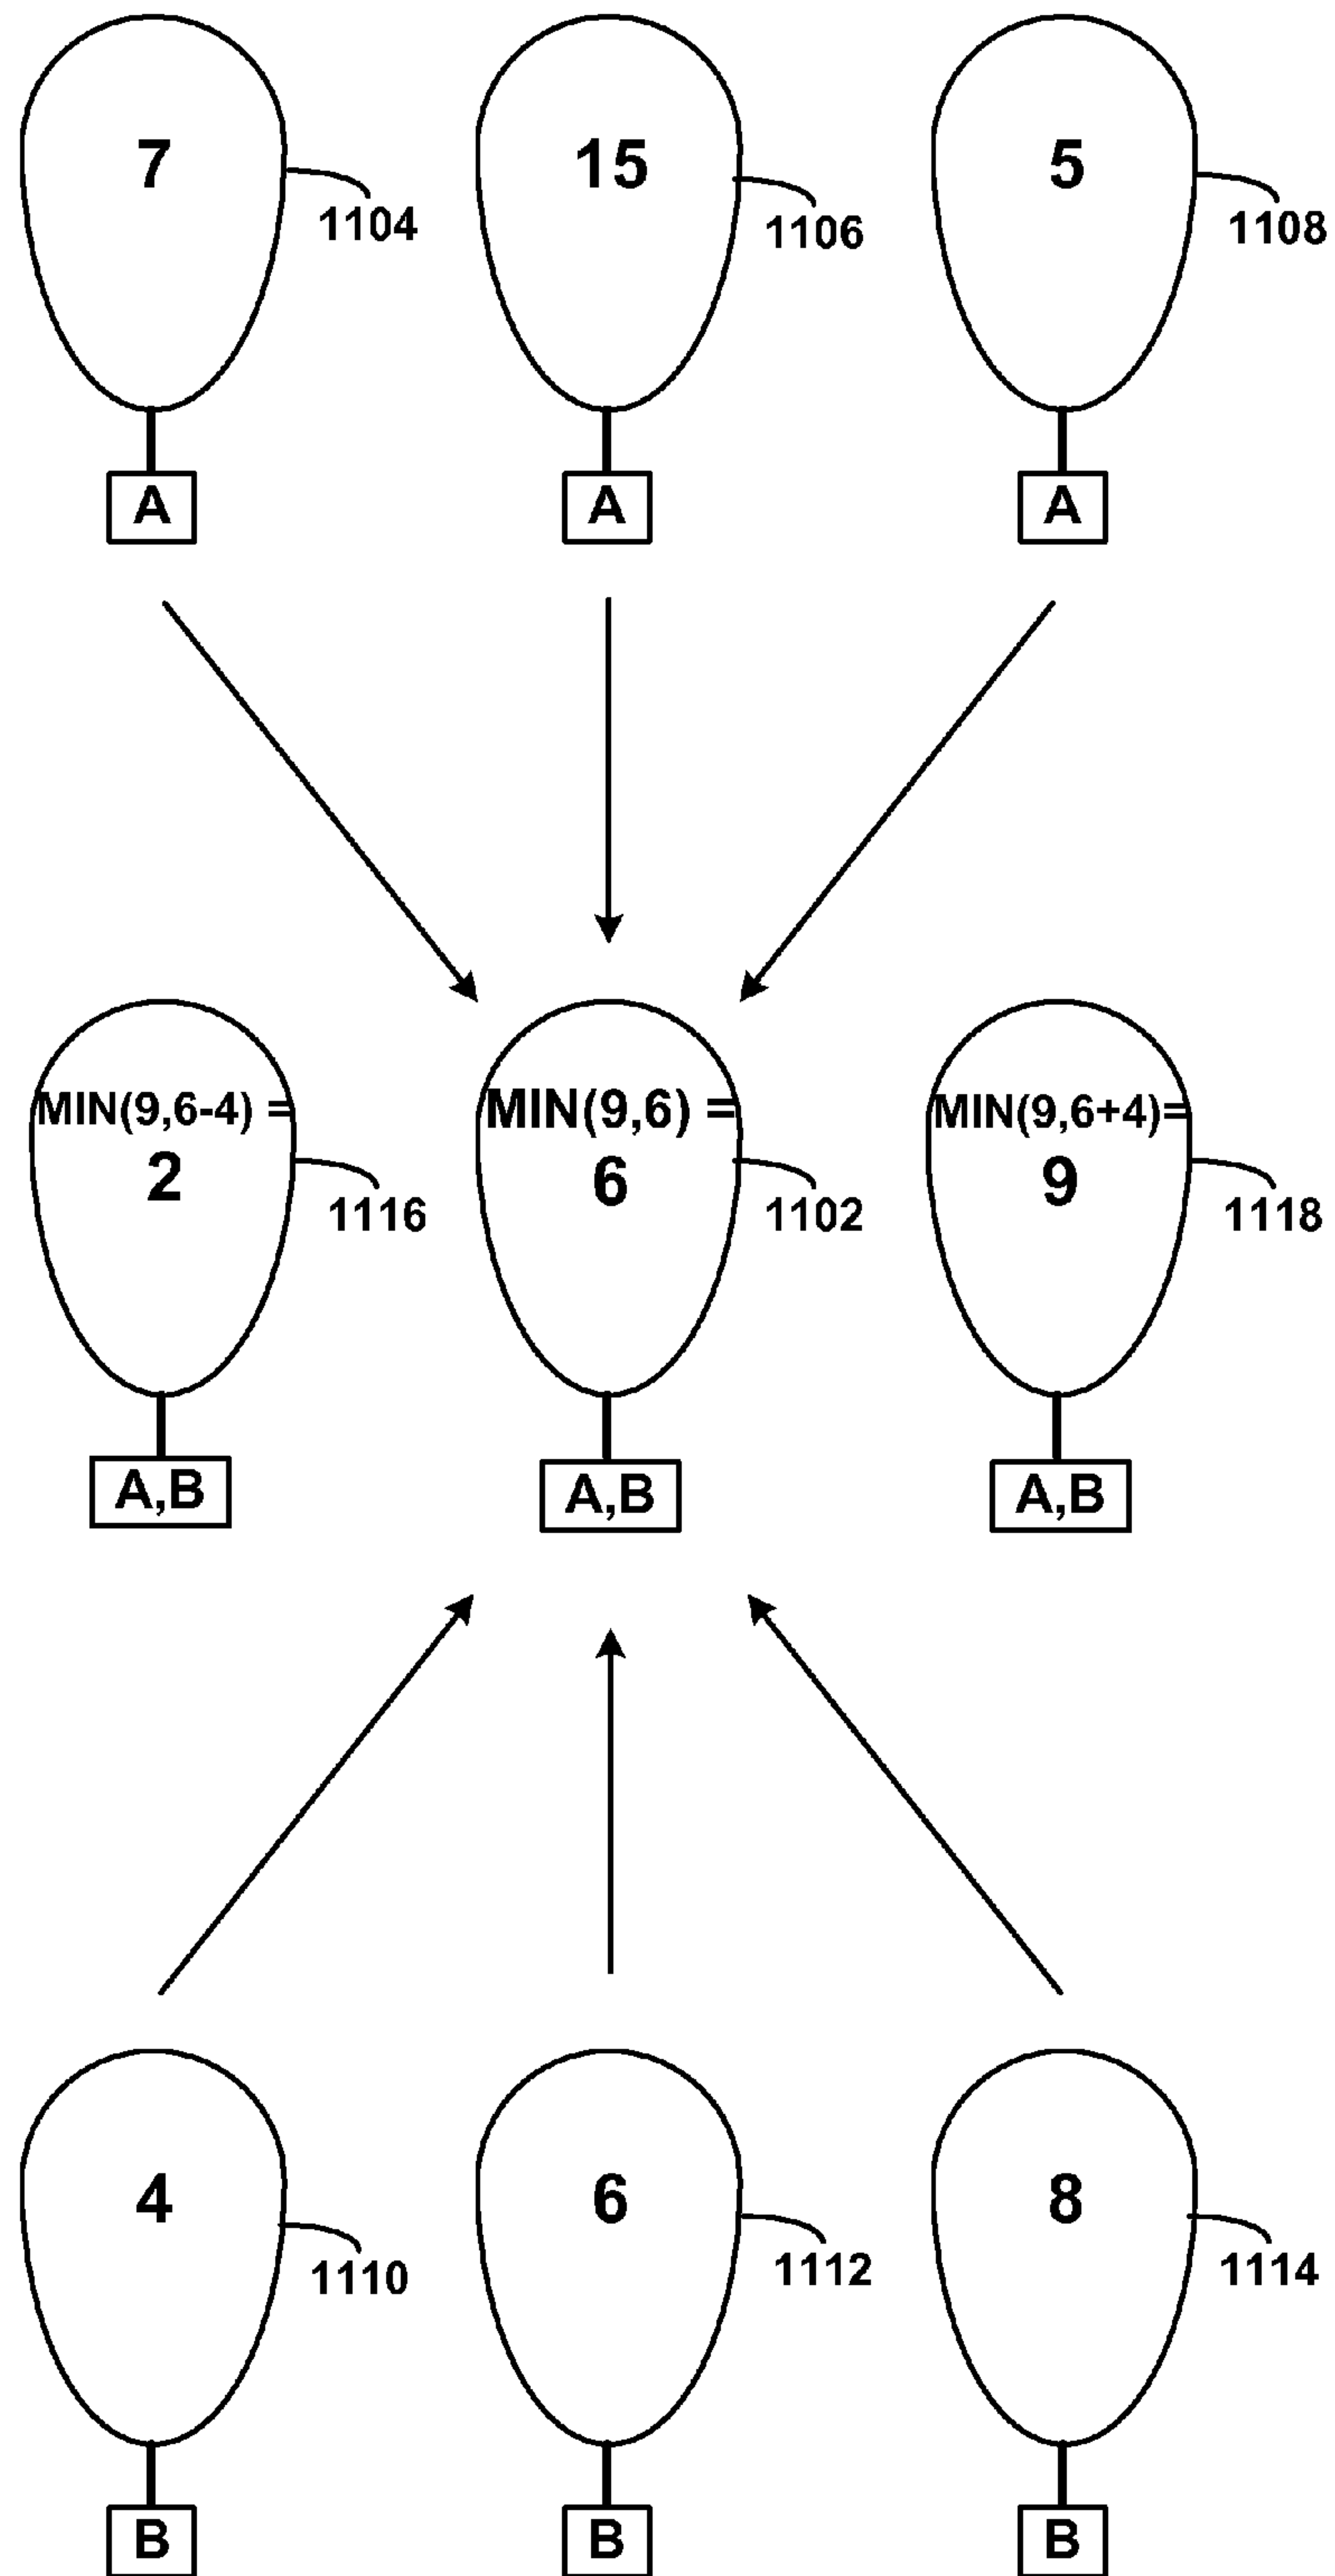 7
15
5
1104
1106
1108
A
A
A
MIN(9,6-4) =
2
1116
MIN(9,6) =
6
1102
MIN(9,6+4)=
9
1118
A,B
A,B
A,B
4
6
8
1110
1112
1114
B
B
B